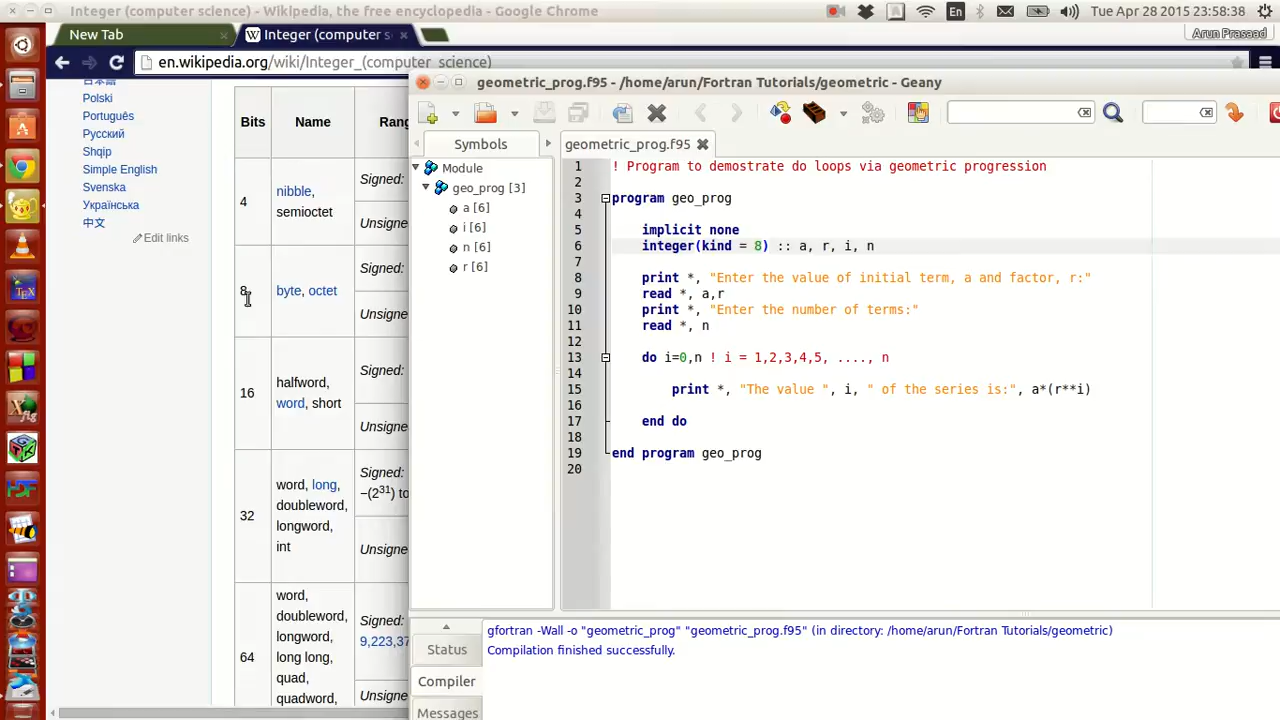 Integer (computer science) - Wikipedia, the free encyclopedia - Google Chrome
En
Tue Apr 28 2015 23:58:38
New Tab
Integer (computer s
Arun Prasaad
en.wikipedia.org/wiki/Integer_(computer_science)
Polski
Português
Русский
Shqip
Simple English
Svenska
Українська
中文
Edit links
Bits
Name
Rang
4
nibble,
semioctet
Signed:
Unsigne
8
byte, octet
Signed:
Unsigne
16
halfword,
word, short
Signed:
Unsigne
32
word, long,
doubleword,
longword,
int
Signed:
−(2^31) to
Unsigne
64
word,
doubleword,
longword,
long long,
quad,
quadword,
Signed:
9,223,37
Unsigne
geometric_prog.f95 - /home/arun/Fortran Tutorials/geometric - Geany
Symbols
Module
geo_prog [3]
a [6]
i [6]
n [6]
r [6]
geometric_prog.f95
1 ! Program to demostrate do loops via geometric progression
2
3 program geo_prog
4
5 implicit none
6 integer(kind = 8) :: a, r, i, n
7
8 print *, "Enter the value of initial term, a and factor, r:"
9 read *, a,r
10 print *, "Enter the number of terms:"
11 read *, n
12
13 do i=0,n ! i = 1,2,3,4,5, ...., n
14
15 print *, "The value ", i, " of the series is:", a*(r**i)
16
17 end do
18
19 end program geo_prog
20
Status
Compiler
Messages
gfortran -Wall -o "geometric_prog" "geometric_prog.f95" (in directory: /home/arun/Fortran Tutorials/geometric)
Compilation finished successfully.